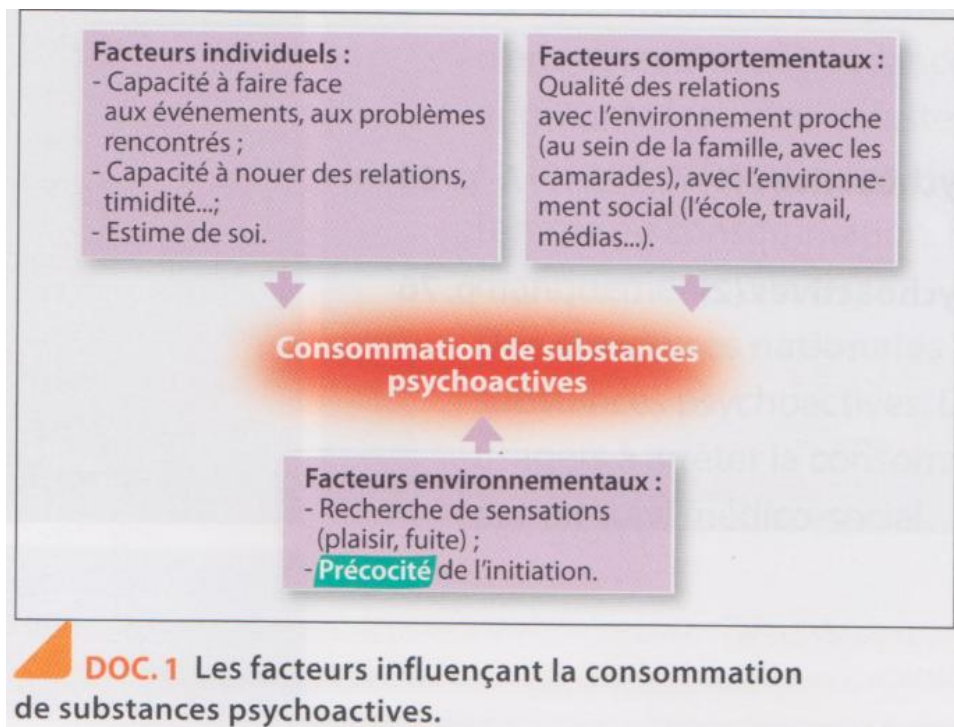 Facteurs individuels :
- Capacité à faire face
aux événements, aux problèmes
rencontrés ;
- Capacité à nouer des relations,
timidité...;
- Estime de soi.
Facteurs comportementaux :
Qualité des relations
avec l'environnement proche
(au sein de la famille, avec les
camarades), avec l'environne-
ment social (l'école, travail,
médias...).
Consommation de substances
psychoactives
Facteurs environnementaux :
- Recherche de sensations
(plaisir, fuite) ;
- Précocité de l'initiation.
DOC. 1 Les facteurs influençant la consommation
de substances psychoactives.